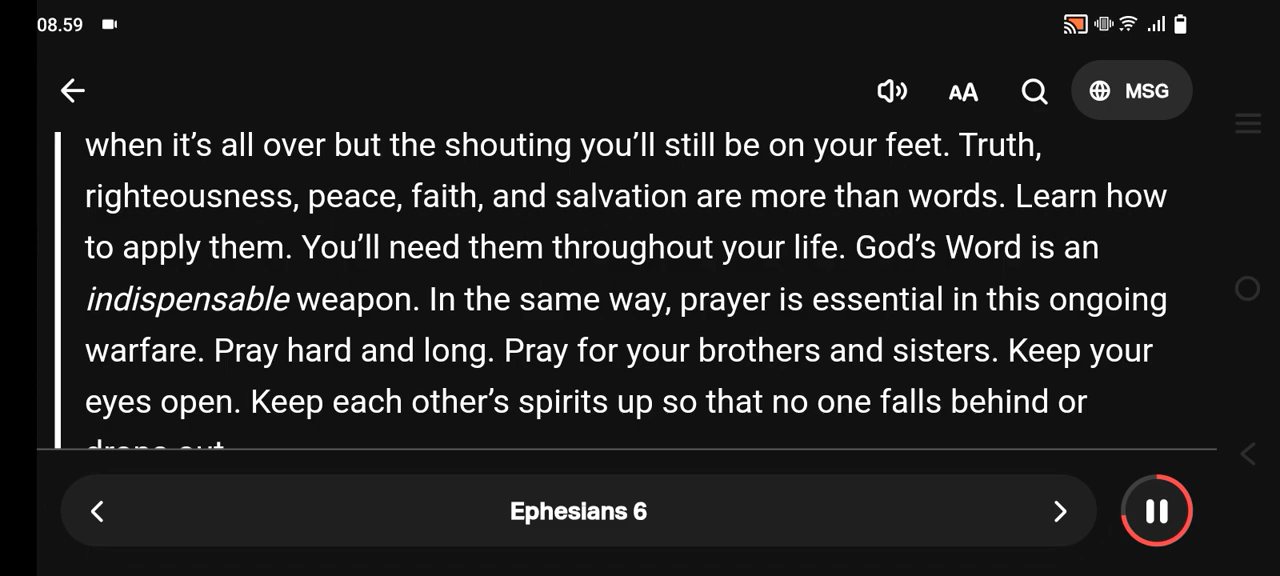 08.59
AA
MSG
when it’s all over but the shouting you’ll still be on your feet. Truth,
righteousness, peace, faith, and salvation are more than words. Learn how
to apply them. You’ll need them throughout your life. God’s Word is an
indispensable weapon. In the same way, prayer is essential in this ongoing
warfare. Pray hard and long. Pray for your brothers and sisters. Keep your
eyes open. Keep each other’s spirits up so that no one falls behind or
drops out.
Ephesians 6